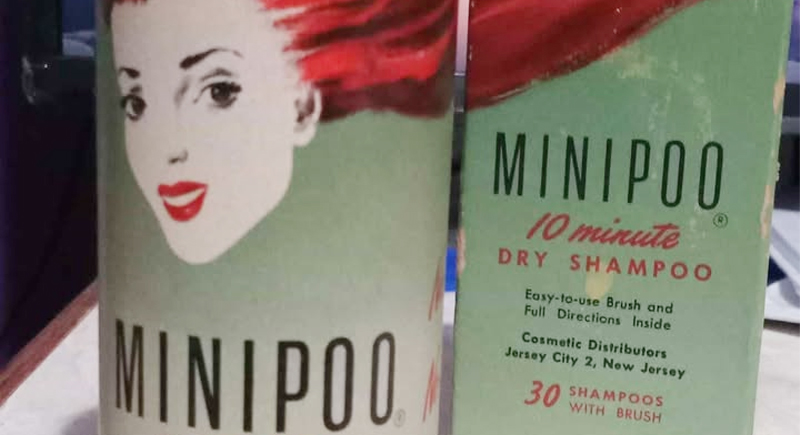 MINIPOO®
MINIPOO
®
10 minute
DRY SHAMPOO
Easy-to-use Brush and
Full Directions Inside
Cosmetic Distributors
Jersey City 2, New Jersey
30 SHAMPOOS
WITH BRUSH